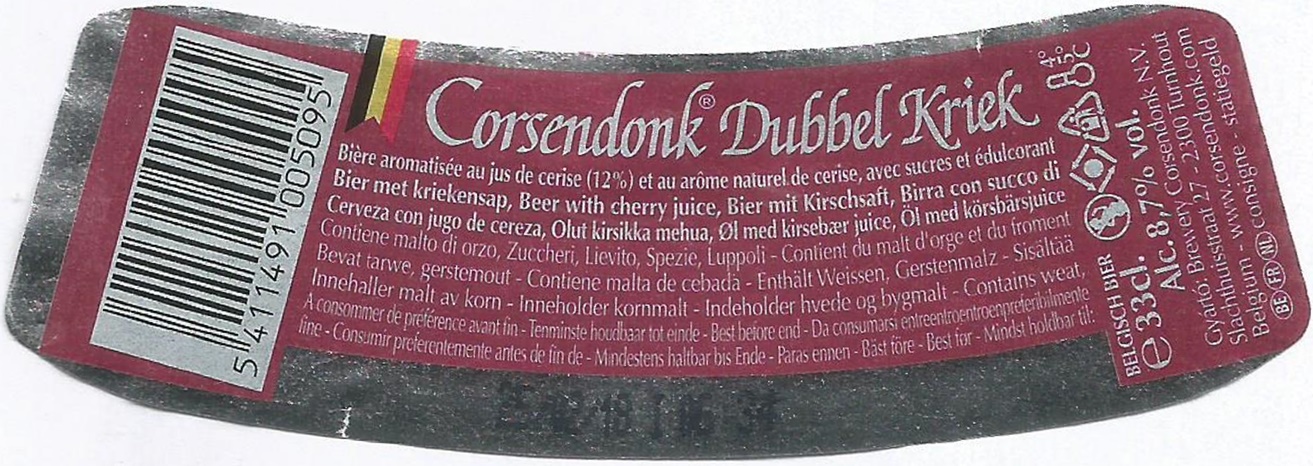 5 411491 005095
Corsendonk® Dubbel Kriek
Bière aromatisée au jus de cerise (12%) et au arôme naturel de cerise, avec sucres et édulcorant
Bier met kriekensap, Beer with cherry juice, Bier mit Kirschsaft, Birra con succo di
Cerveza con jugo de cereza, Olut kirsikka mehua, Øl med kirsebær juice, Öl med körsbärsjuice
Contiene malto di orzo, Zuccheri, Lievito, Spezie, Luppoli - Contient du malt d'orge et du froment
Bevat tarwe, gerstemout - Contiene malta de cebada - Enthält Weissen, Gerstenmalz - Sisältää
Innehaller malt av korn - Inneholder kornmalt - Indeholder hvede og bygmalt - Contains weat,
A consommer de préférence avant fin - Tenminste houdbaar tot einde - Best before end - Da consumarsi entreentroentroenpreferibilmente
fine - Consumir preferentemente antes de fin de - Mindestens haltbar bis Ende - Paras ennen - Bäst före - Best før - Mindst holdbar til:
4°
15°
C
BELGISCH BIER
e 33cl.
Alc. 8,7% vol.
Gyártó. Brewery Corsendonk N.V.
Slachthuisstraat 27 - 2300 Turnhout
Belgium - www.corsendonk.com
BE FR NL consigne - statiegeld